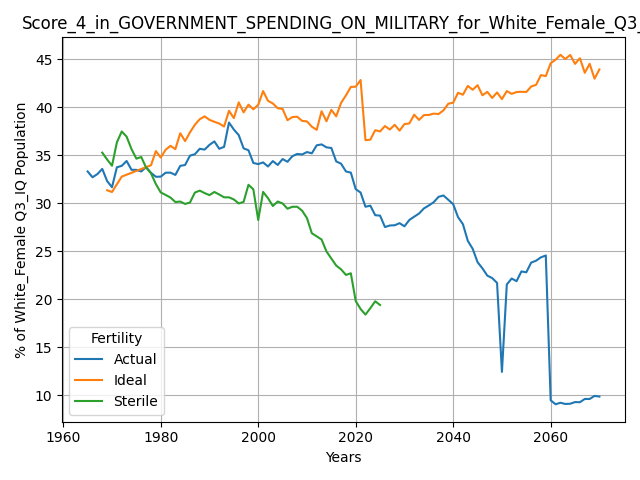 Score_4_in_GOVERNMENT_SPENDING_ON_MILITARY_for_White_Female_Q3_
% of White_Female Q3_IQ Population
45
40
35
30
25
20
15
10
Fertility
Actual
Ideal
Sterile
1960 1980 2000 2020 2040 2060
Years